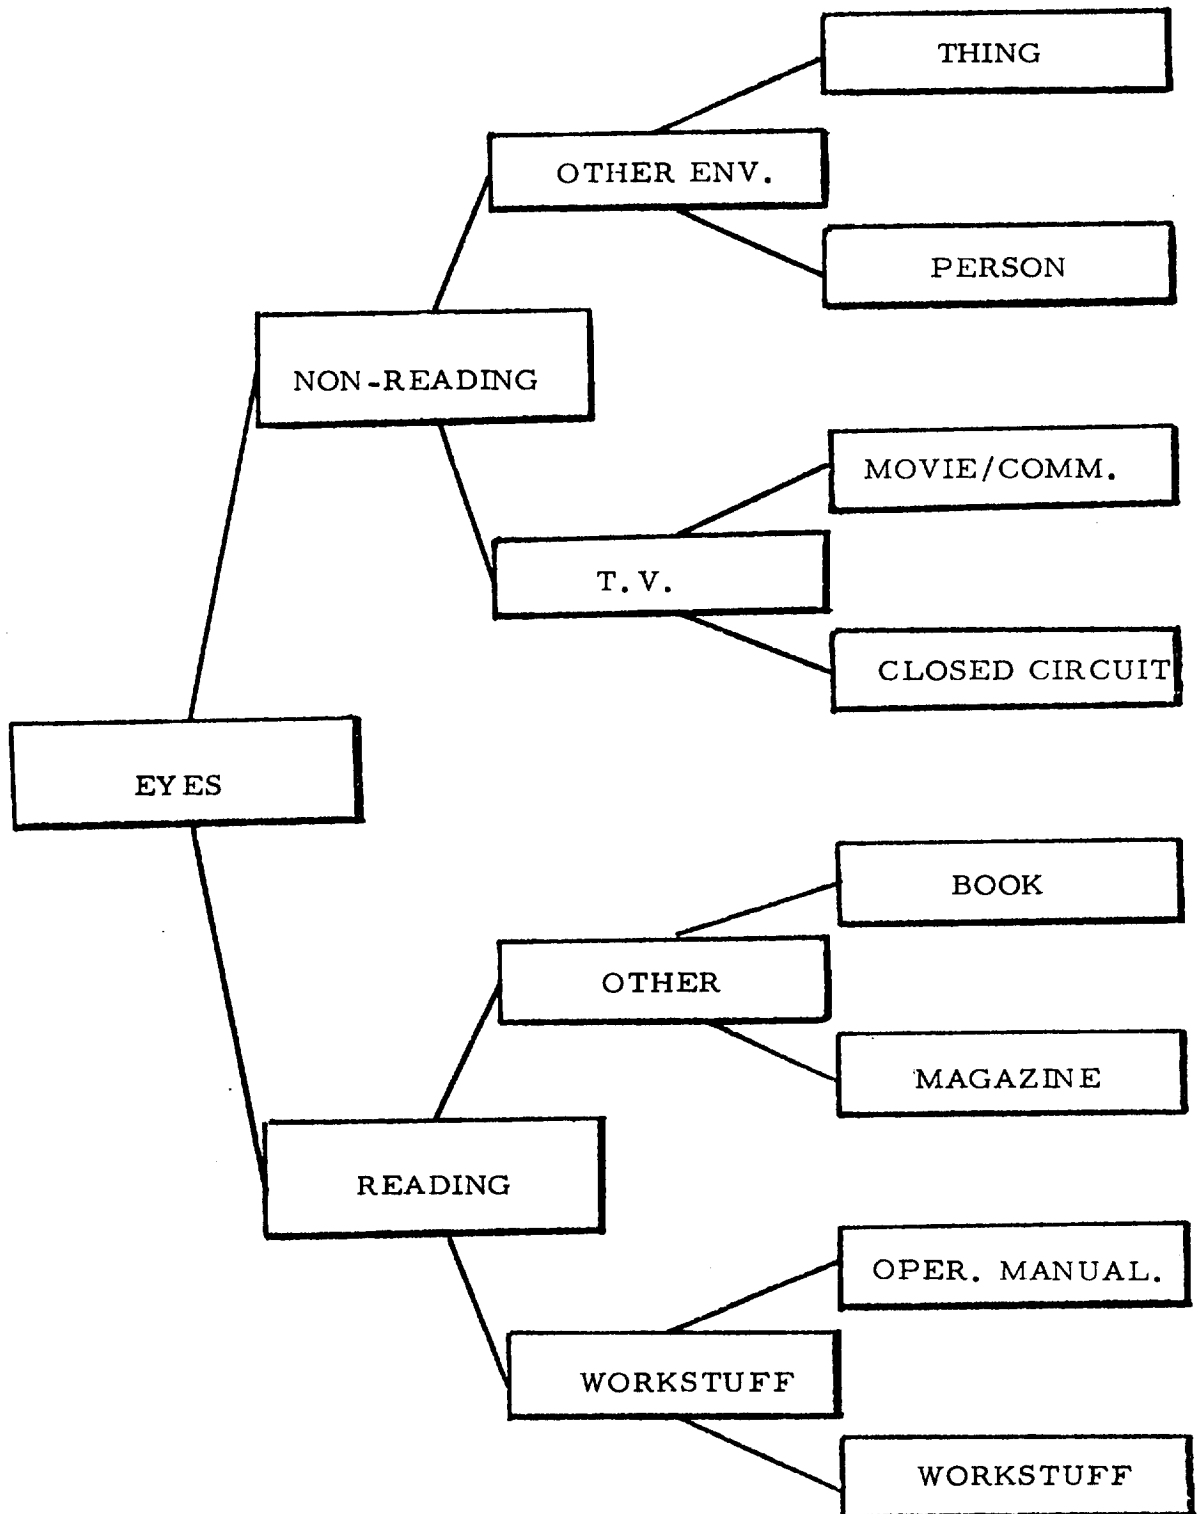 THING
OTHER ENV.
PERSON
NON-READING
MOVIE/COMM.
T.V.
CLOSED CIRCUIT
EYES
BOOK
OTHER
MAGAZINE
READING
OPER. MANUAL.
WORKSTUFF
WORKSTUFF